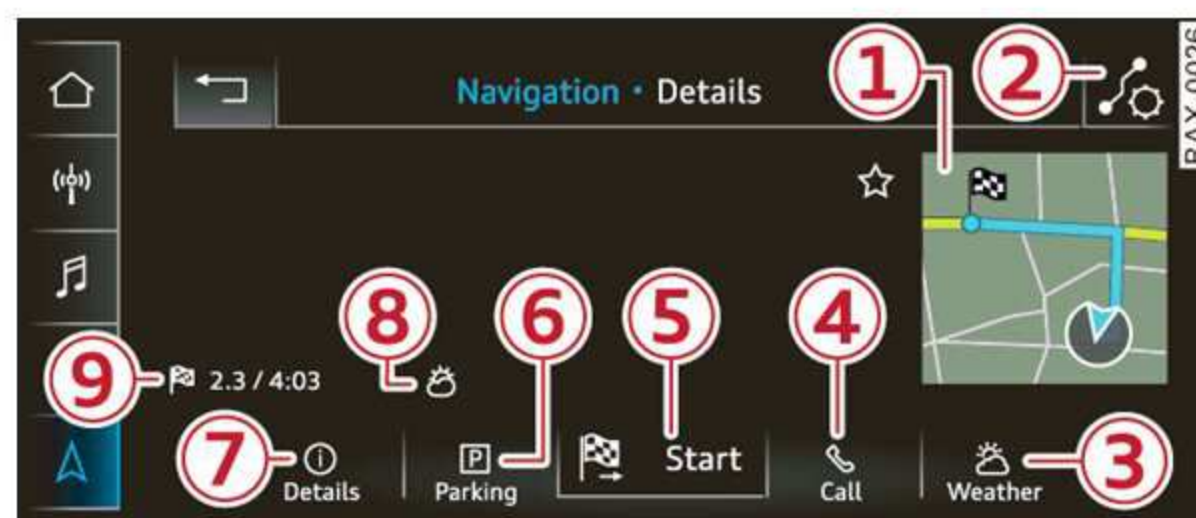 Navigation • Details
1
2
RAX-0026
8
6
5
4
9
2.3 / 4:03
7
3
Start
Details
P
Parking
Call
Weather